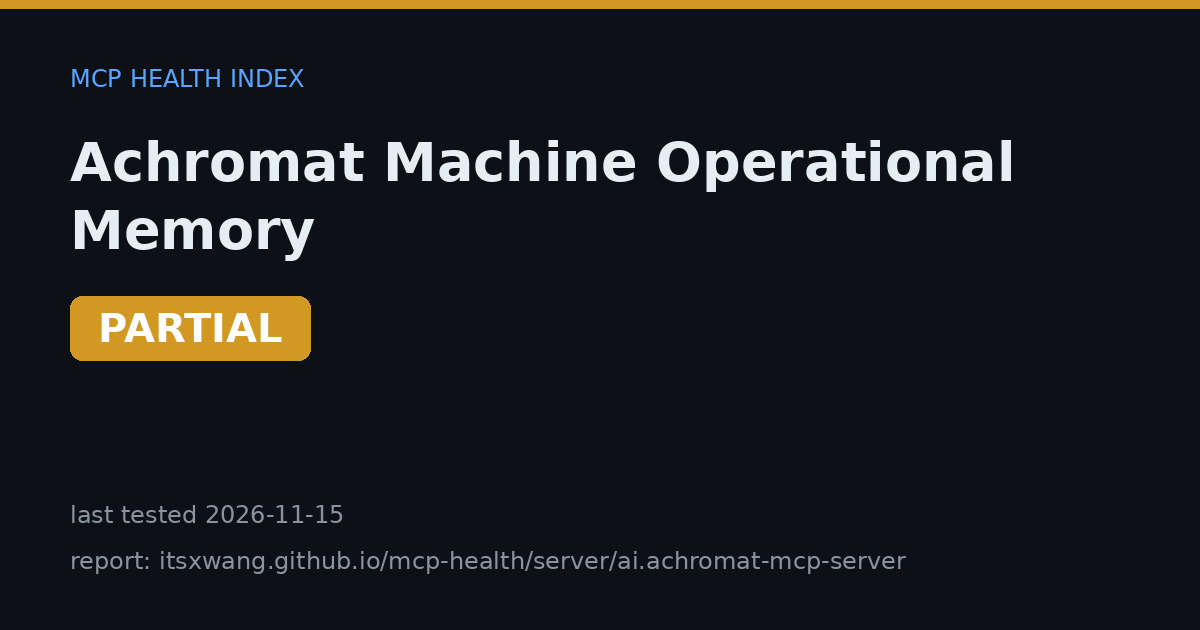 MCP HEALTH INDEX
Achromat Machine Operational
Memory
PARTIAL
last tested 2026-11-15
report: itsxwang.github.io/mcp-health/server/ai.achromat-mcp-server